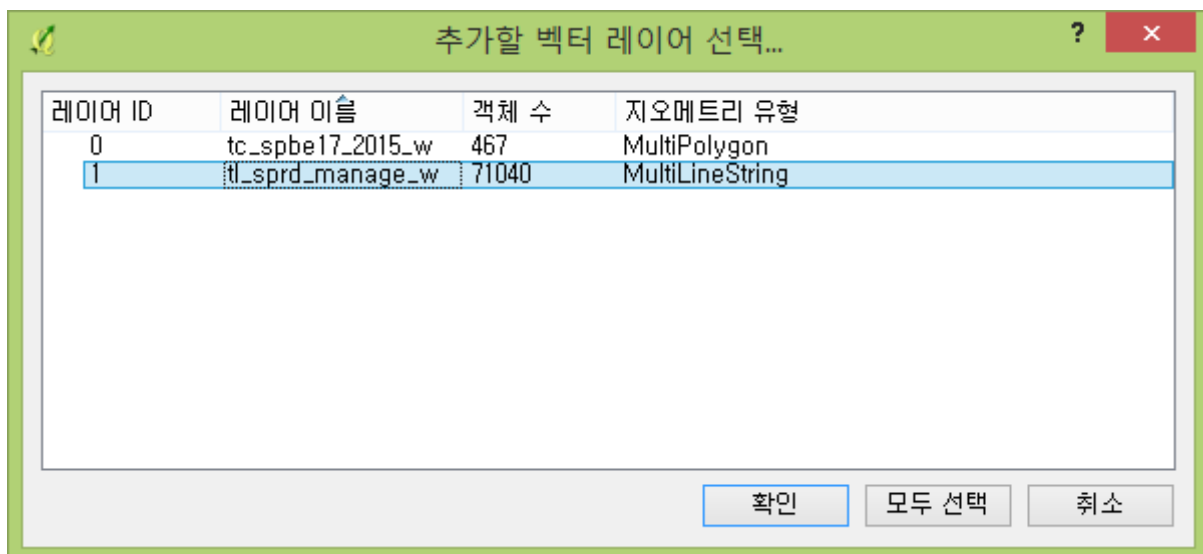 추가할 벡터 레이어 선택...
레이어 ID 레이어 이름 객체 수 지오메트리 유형
0 tc_spbe17_2015_w 467 MultiPolygon
1 tl_sprd_manage_w 71040 MultiLineString
확인 모두 선택 취소